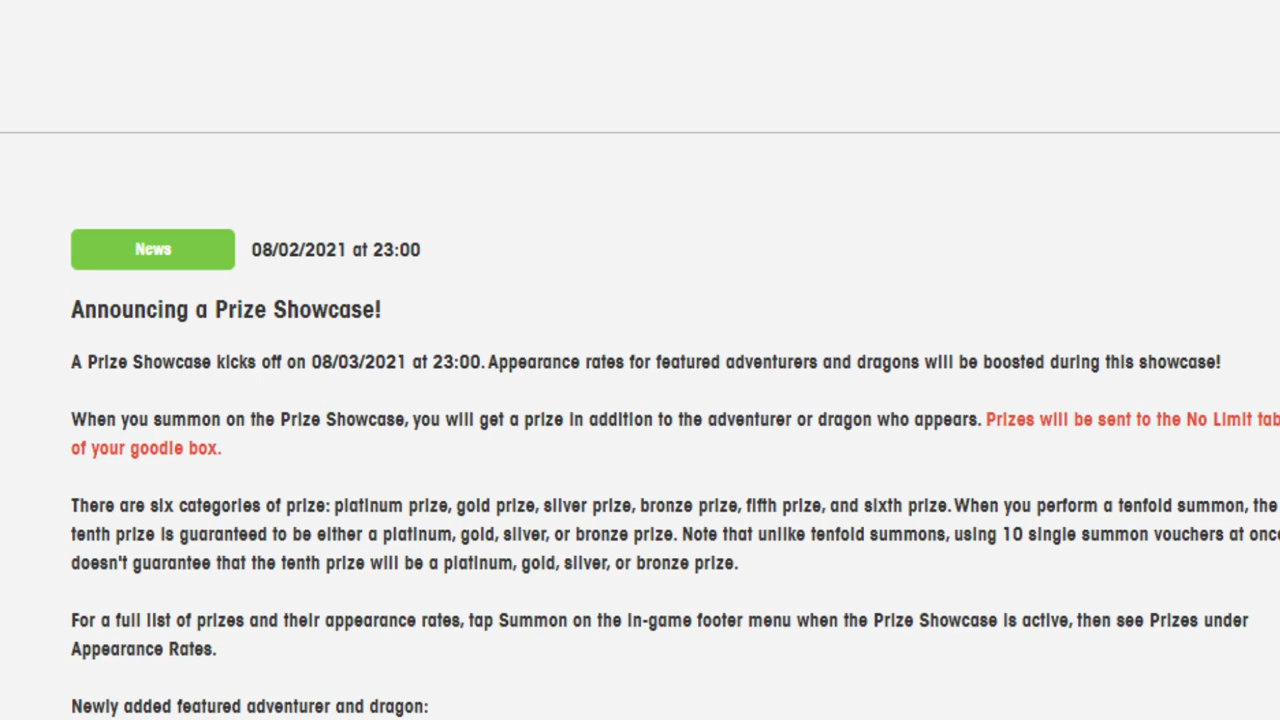 News 08/02/2021 at 23:00
Announcing a Prize Showcase!
A Prize Showcase kicks off on 08/03/2021 at 23:00. Appearance rates for featured adventurers and dragons will be boosted during this showcase!
When you summon on the Prize Showcase, you will get a prize in addition to the adventurer or dragon who appears. Prizes will be sent to the No Limit tab
of your goodie box.
There are six categories of prize: platinum prize, gold prize, silver prize, bronze prize, fifth prize, and sixth prize. When you perform a tenfold summon, the
tenth prize is guaranteed to be either a platinum, gold, silver, or bronze prize. Note that unlike tenfold summons, using 10 single summon vouchers at once
doesn't guarantee that the tenth prize will be a platinum, gold, silver, or bronze prize.
For a full list of prizes and their appearance rates, tap Summon on the in-game footer menu when the Prize Showcase is active, then see Prizes under
Appearance Rates.
Newly added featured adventurer and dragon: